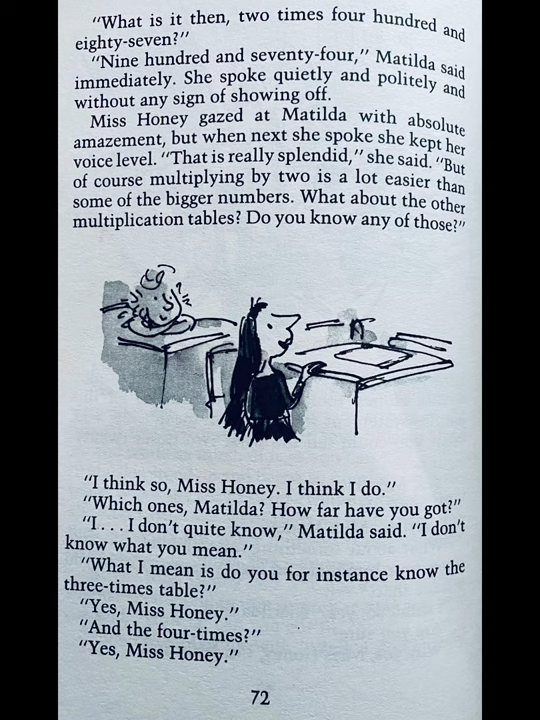 “What is it then, two times four hundred and
eighty-seven?”
“Nine hundred and seventy-four,” Matilda said
immediately. She spoke quietly and politely and
without any sign of showing off.
Miss Honey gazed at Matilda with absolute
amazement, but when next she spoke she kept her
voice level. “That is really splendid,” she said. “But
of course multiplying by two is a lot easier than
some of the bigger numbers. What about the other
multiplication tables? Do you know any of those?”
“I think so, Miss Honey. I think I do.”
“Which ones, Matilda? How far have you got?”
“I . . . I don’t quite know,” Matilda said. “I don’t
know what you mean.”
“What I mean is do you for instance know the
three-times table?”
“Yes, Miss Honey.”
“And the four-times?”
“Yes, Miss Honey.”
72